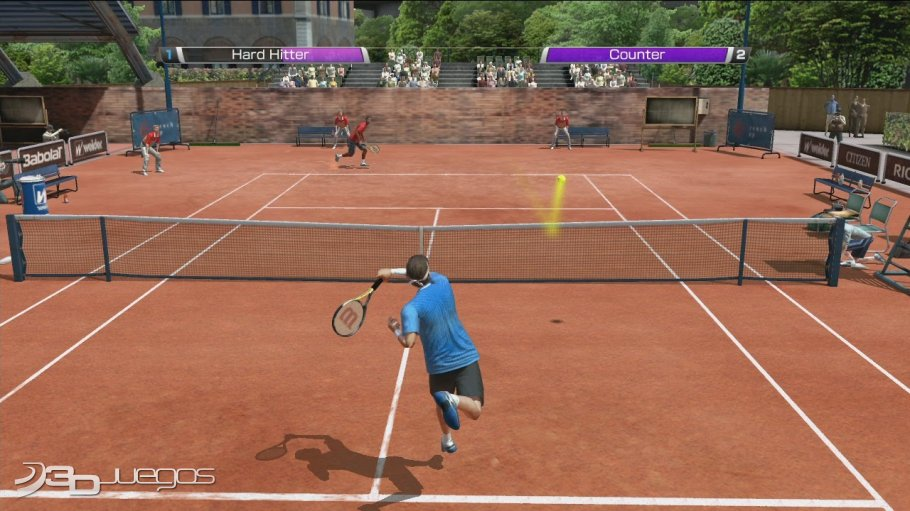 1 Hard Hitter
Counter 2
Babolat
Wilson
CITIZEN
W
3DJUEGOS